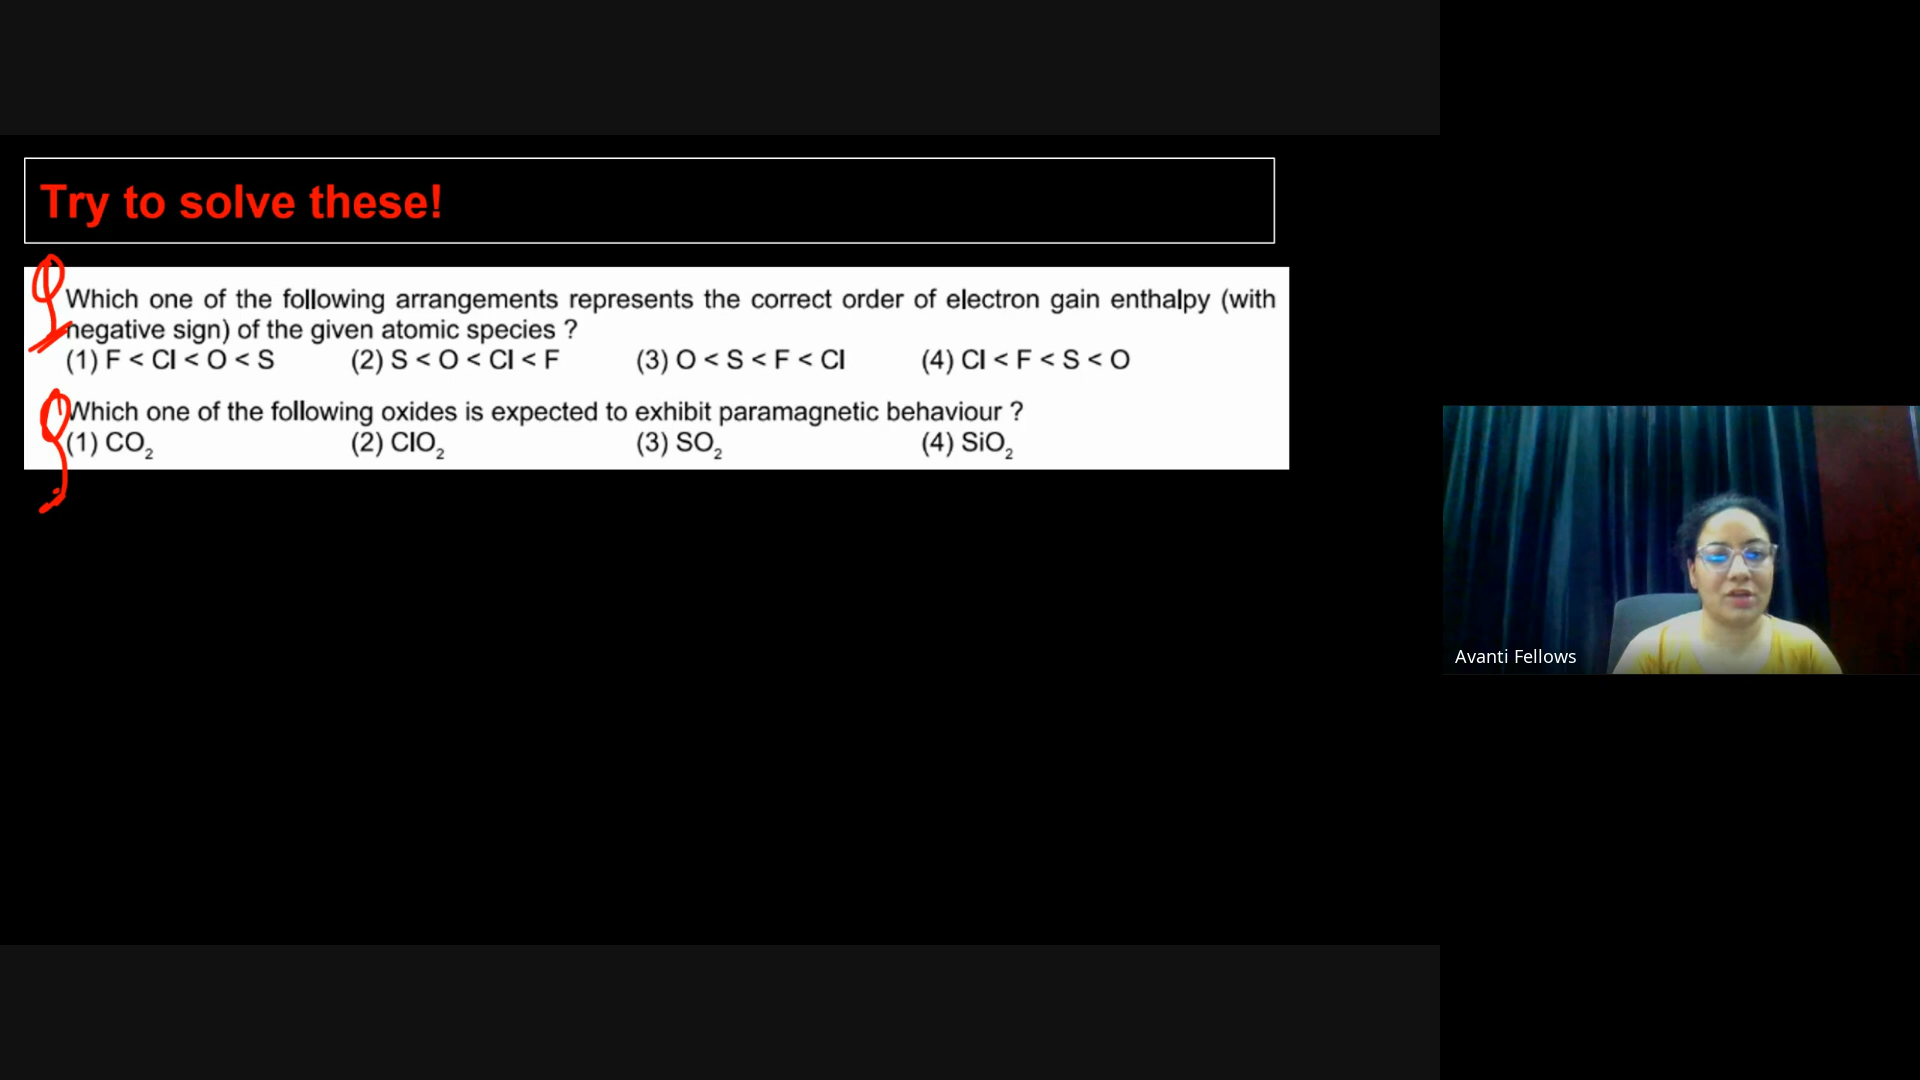 Try to solve these!
Which one of the following arrangements represents the correct order of electron gain enthalpy (with
negative sign) of the given atomic species ?
(1) F < Cl < O < S (2) S < O < Cl < F (3) O < S < F < Cl (4) Cl < F < S < O
Which one of the following oxides is expected to exhibit paramagnetic behaviour ?
(1) CO₂ (2) ClO₂ (3) SO₂ (4) SiO₂
Avanti Fellows